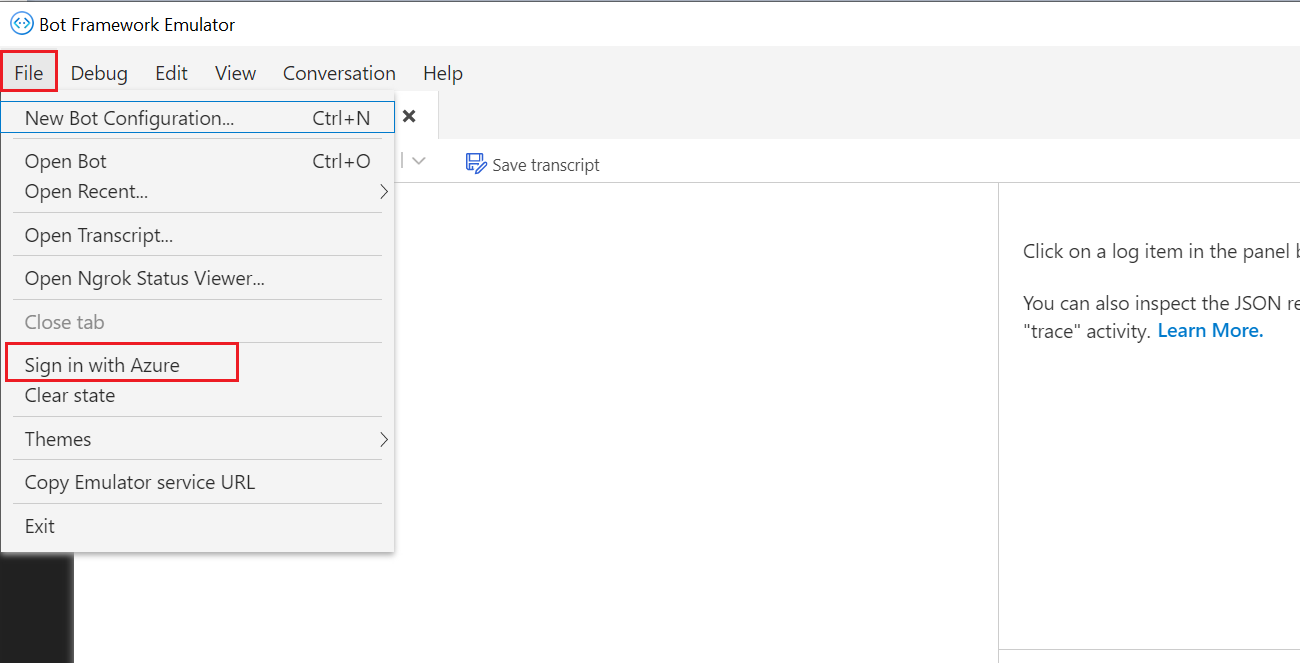 Bot Framework Emulator
File Debug Edit View Conversation Help
New Bot Configuration... Ctrl+N
Open Bot Ctrl+O
Open Recent...
Open Transcript...
Open Ngrok Status Viewer...
Close tab
Sign in with Azure
Clear state
Themes
Copy Emulator service URL
Exit
Save transcript
Click on a log item in the panel
You can also inspect the JSON
"trace" activity. Learn More.